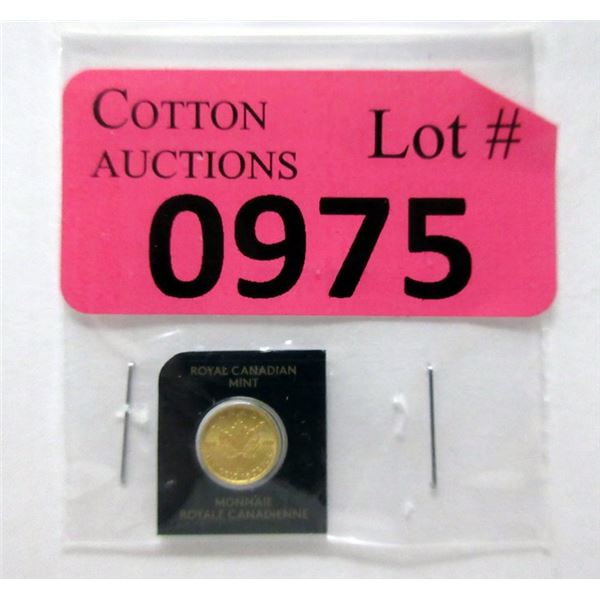 COTTON
AUCTIONS
Lot #
0975
ROYAL CANADIAN
MINT
MONNAIE
ROYALE CANADIENNE